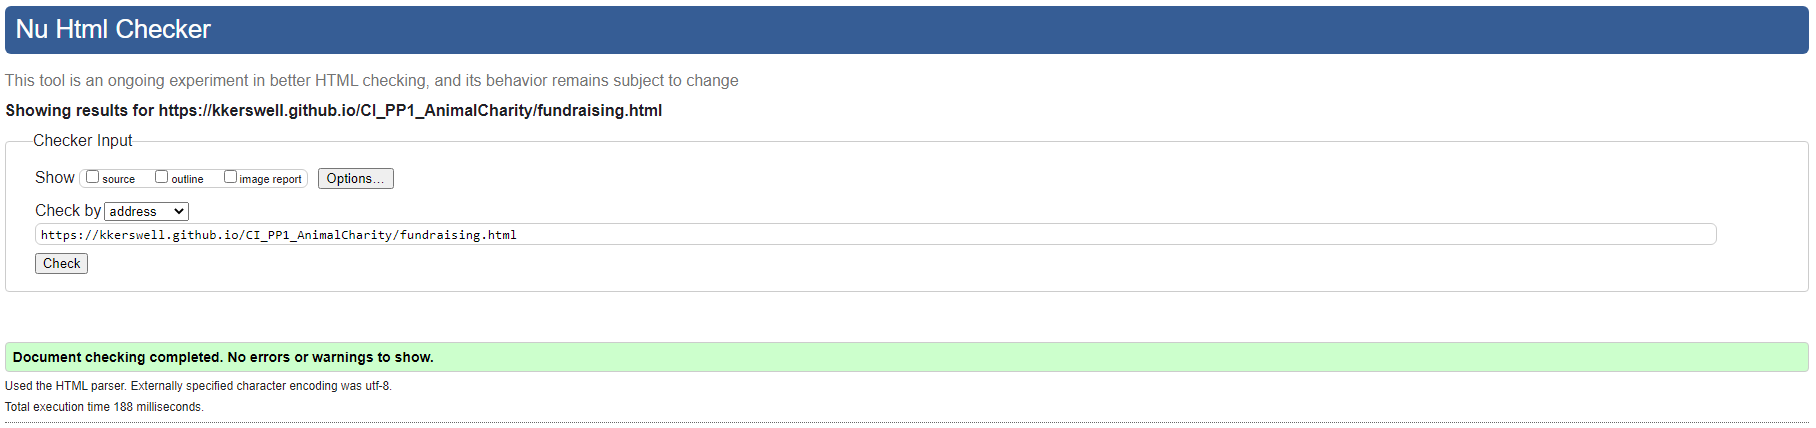 Nu Html Checker
This tool is an ongoing experiment in better HTML checking, and its behavior remains subject to change
Showing results for https://kkerswell.github.io/CI_PP1_AnimalCharity/fundraising.html
Checker Input
Show source outline image report Options...
Check by address
https://kkerswell.github.io/CI_PP1_AnimalCharity/fundraising.html
Check
Document checking completed. No errors or warnings to show.
Used the HTML parser. Externally specified character encoding was utf-8.
Total execution time 188 milliseconds.